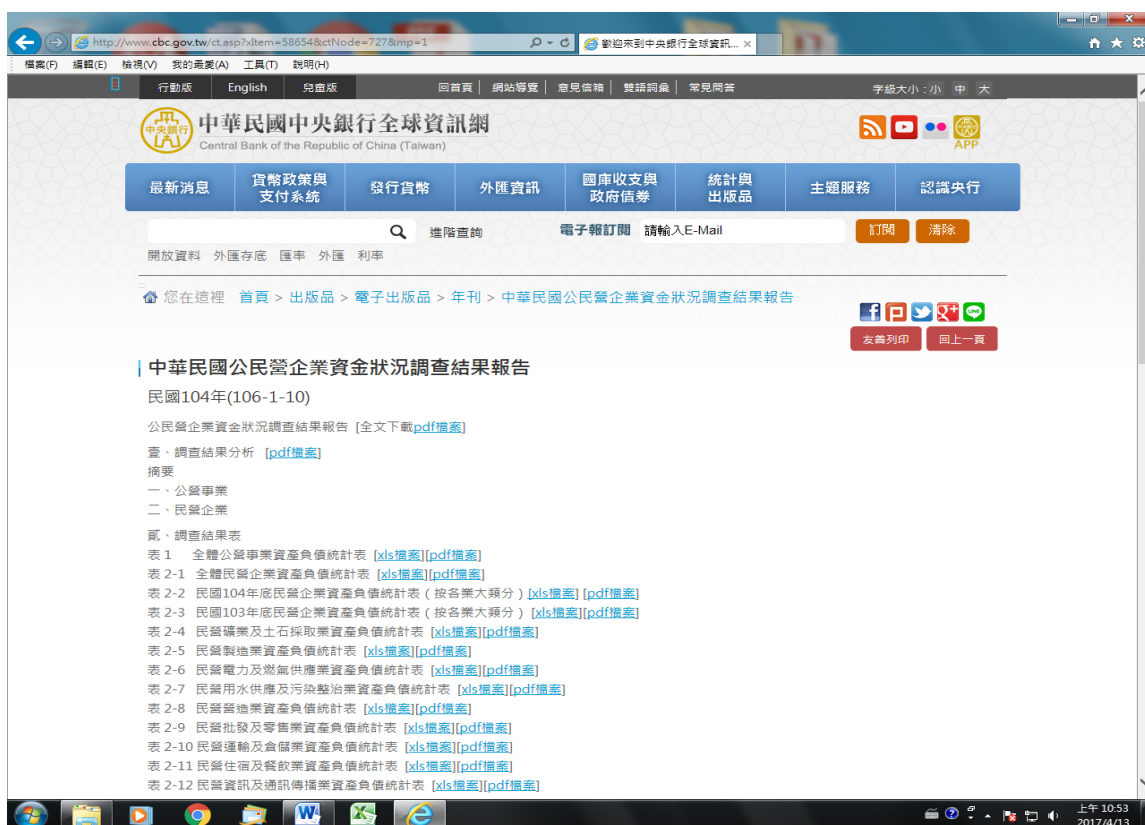 http://www.cbc.gov.tw/ct.asp?xItem=58654&ctNode=727&mp=1
歡迎來到中央銀行全球資訊...
檔案(F) 編輯(E) 檢視(V) 我的最愛(A) 工具(T) 說明(H)
行動版 English 兒童版 回首頁 網站導覽 意見信箱 雙語詞彙 常見問答 字級大小:小 中 大
中央銀行
中華民國中央銀行全球資訊網
Central Bank of the Republic of China (Taiwan)
APP
最新消息 貨幣政策與支付系統 發行貨幣 外匯資訊 國庫收支與政府債券 統計與出版品 主題服務 認識央行
進階查詢 電子報訂閱 請輸入E-Mail 訂閱 清除
開放資料 外匯存底 匯率 外匯 利率
您在這裡 首頁 > 出版品 > 電子出版品 > 年刊 > 中華民國公民營企業資金狀況調查結果報告
友善列印 回上一頁
中華民國公民營企業資金狀況調查結果報告
民國104年(106-1-10)
公民營企業資金狀況調查結果報告 [全文下載pdf檔案]
壹、調查結果分析 [pdf檔案]
摘要
一、公營事業
二、民營企業
貳、調查結果表
表 1 全體公營事業資產負債統計表 [xls檔案][pdf檔案]
表 2-1 全體民營企業資產負債統計表 [xls檔案][pdf檔案]
表 2-2 民國104年底民營企業資產負債統計表 ( 按各業大類分 ) [xls檔案] [pdf檔案]
表 2-3 民國103年底民營企業資產負債統計表 ( 按各業大類分 ) [xls檔案][pdf檔案]
表 2-4 民營礦業及土石採取業資產負債統計表 [xls檔案][pdf檔案]
表 2-5 民營製造業資產負債統計表 [xls檔案][pdf檔案]
表 2-6 民營電力及燃氣供應業資產負債統計表 [xls檔案][pdf檔案]
表 2-7 民營用水供應及污染整治業資產負債統計表 [xls檔案][pdf檔案]
表 2-8 民營營造業資產負債統計表 [xls檔案][pdf檔案]
表 2-9 民營批發及零售業資產負債統計表 [xls檔案][pdf檔案]
表 2-10 民營運輸及倉儲業資產負債統計表 [xls檔案][pdf檔案]
表 2-11 民營住宿及餐飲業資產負債統計表 [xls檔案][pdf檔案]
表 2-12 民營資訊及通訊傳播業資產負債統計表 [xls檔案][pdf檔案]
上午 10:53
2017/4/13